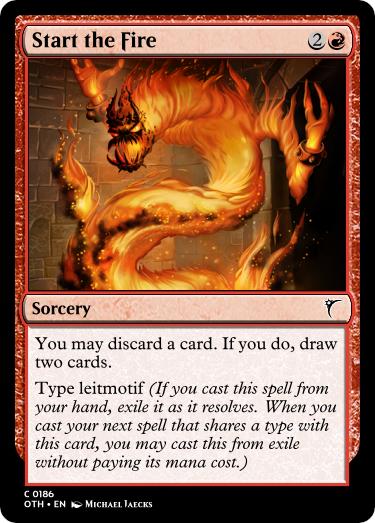 Start the Fire 2
Sorcery
You may discard a card. If you do, draw
two cards.
Type leitmotif (If you cast this spell from
your hand, exile it as it resolves. When you
cast your next spell that shares a type with
this card, you may cast this from exile
without paying its mana cost.)
C 0186
OTH • EN Michael Jaecks